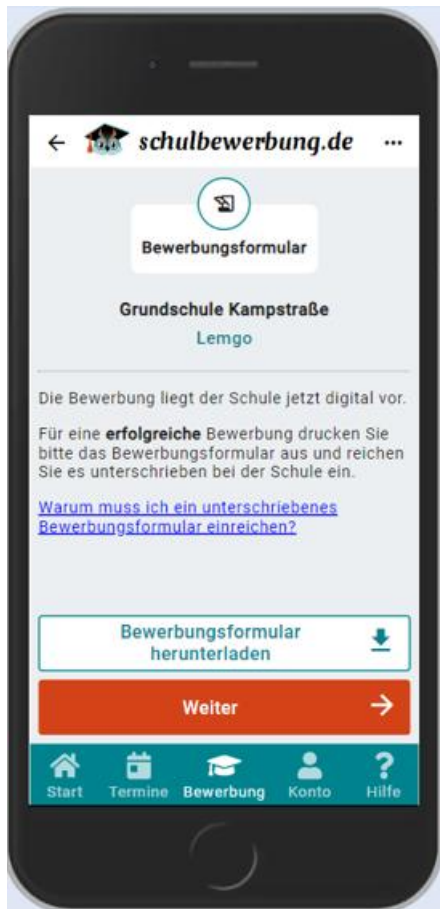 schulbewerbung.de
Bewerbungsformular
Grundschule Kampstraße
Lemgo
Die Bewerbung liegt der Schule jetzt digital vor.
Für eine erfolgreiche Bewerbung drucken Sie
bitte das Bewerbungsformular aus und reichen
Sie es unterschrieben bei der Schule ein.
Warum muss ich ein unterschriebenes
Bewerbungsformular einreichen?
Bewerbungsformular
herunterladen
Weiter
Start Termine Bewerbung Konto Hilfe